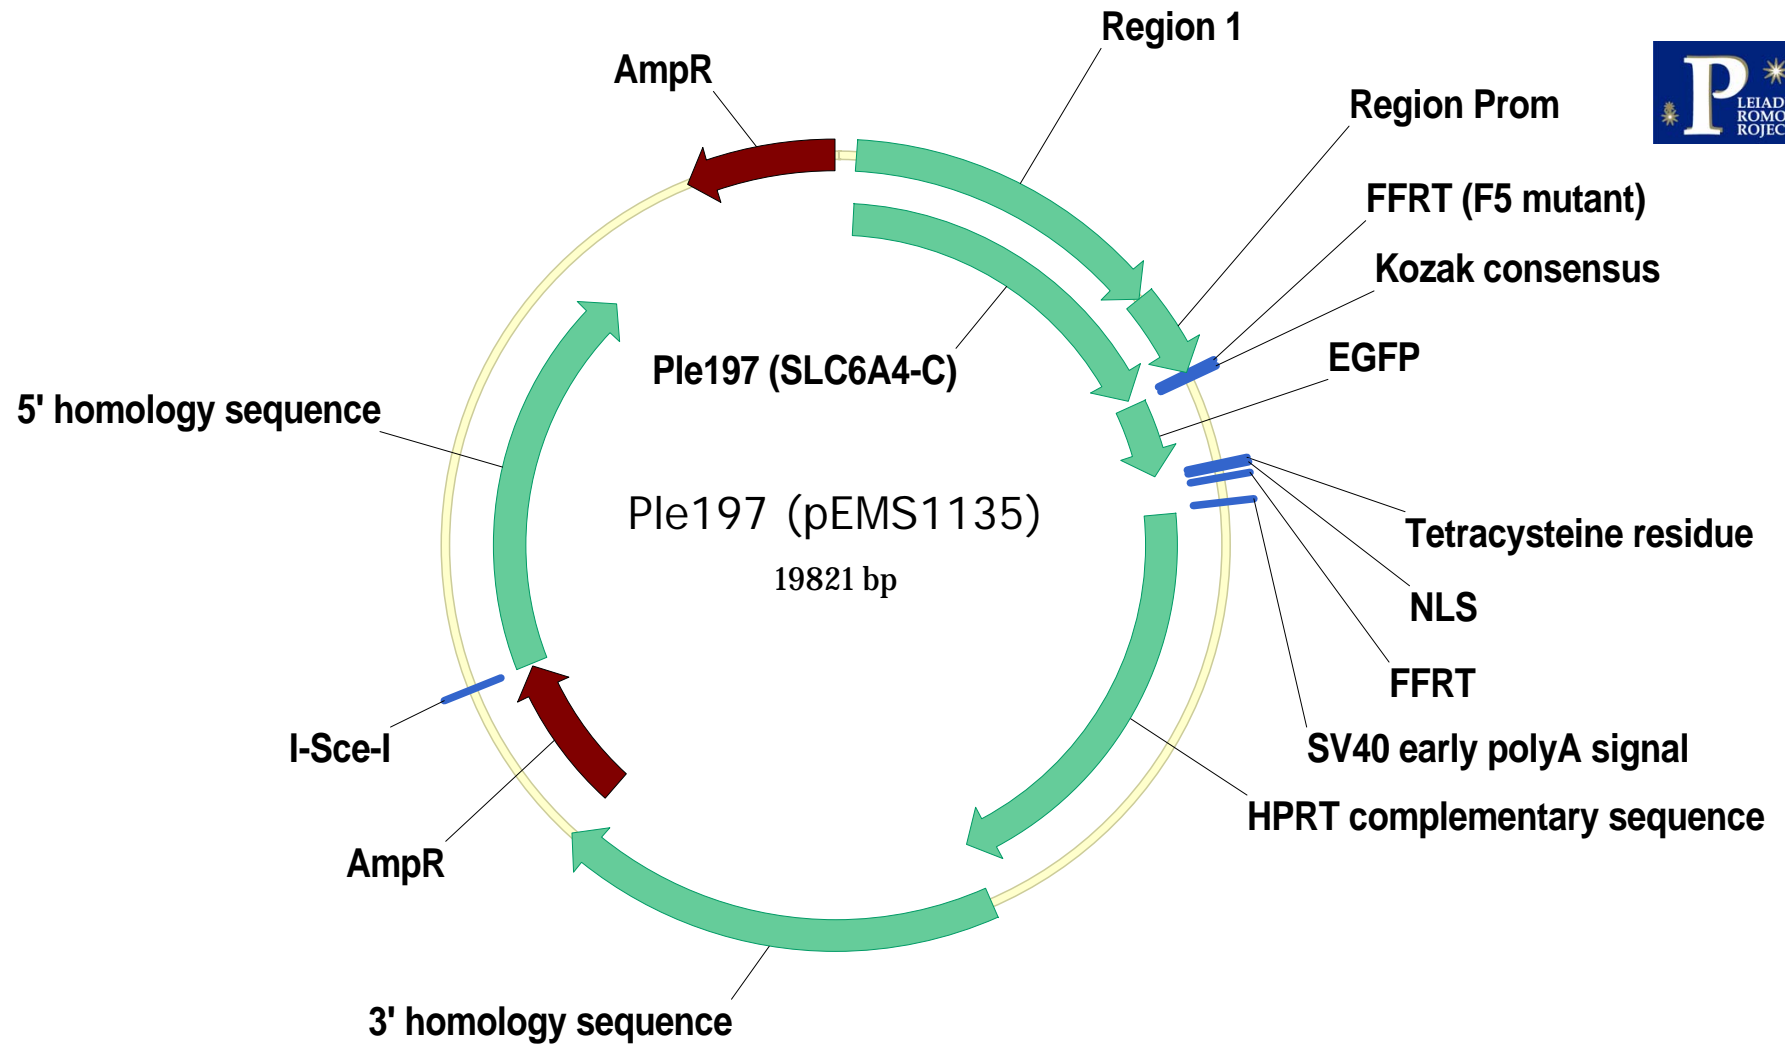 Region 1
AmpR
Region Prom
P
FFRT (F5 mutant)
Kozak consensus
EGFP
Ple197 (SLC6A4-C)
5' homology sequence
Ple197 (pEMS1135)
19821 bp
Tetracysteine residue
NLS
FFRT
I-Sce-I
SV40 early polyA signal
HPRT complementary sequence
AmpR
3' homology sequence